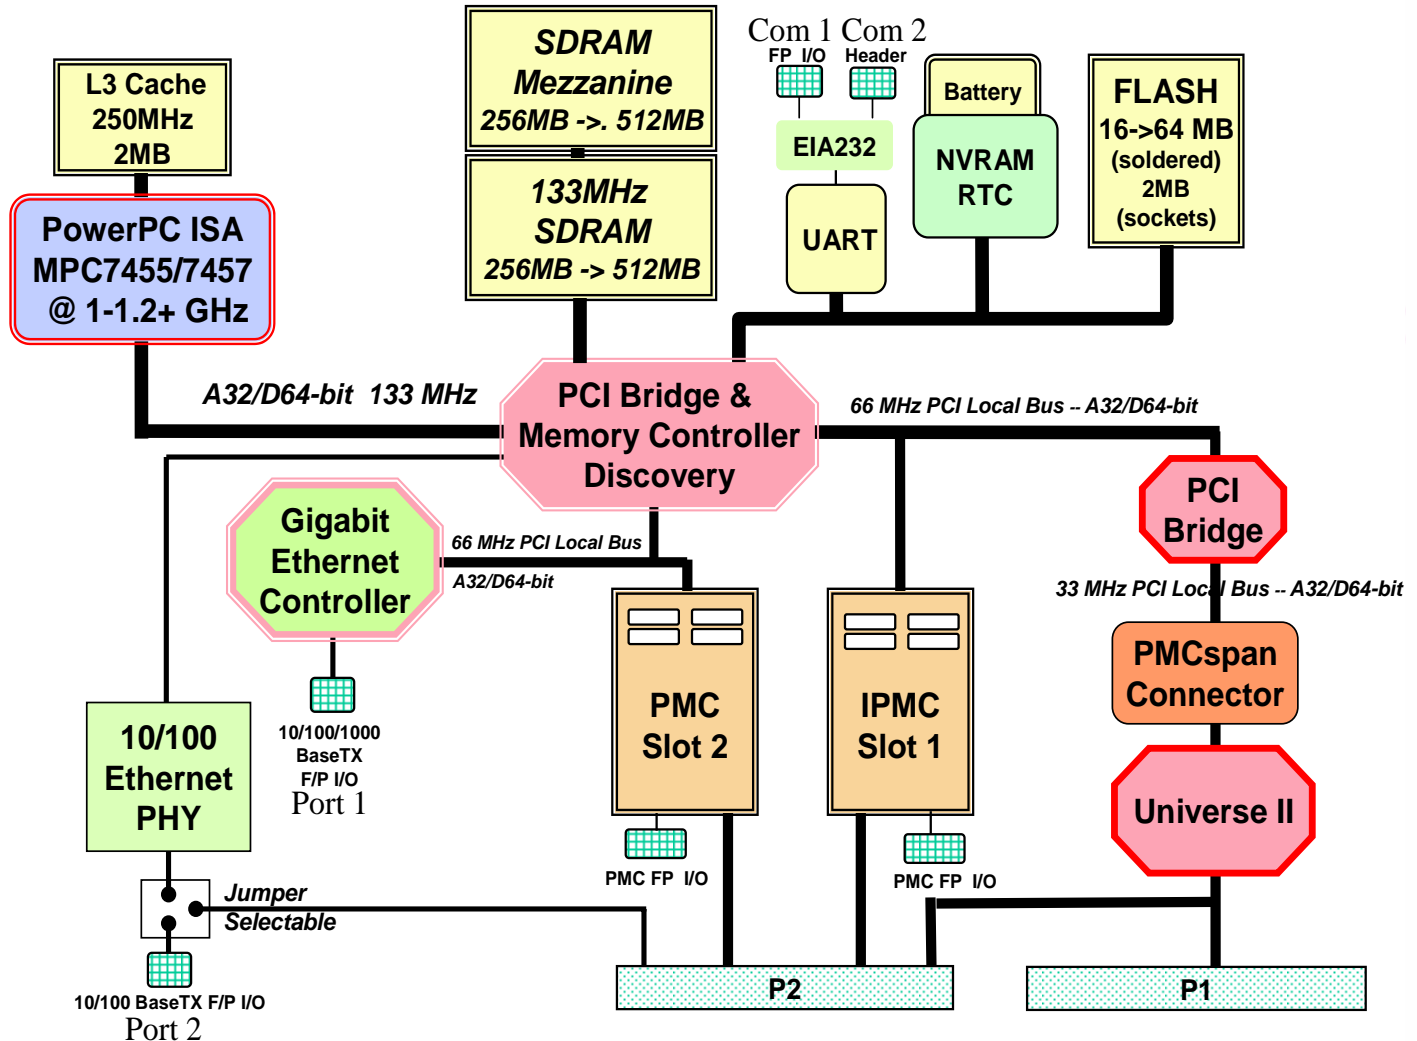 L3 Cache
250MHz
2MB
SDRAM
Mezzanine
256MB ->. 512MB
Com 1 Com 2
FP I/O
Header
Battery
FLASH
16->64 MB
(soldered)
2MB
(sockets)
EIA232
NVRAM
RTC
133MHz
SDRAM
256MB -> 512MB
UART
PowerPC ISA
MPC7455/7457
@ 1-1.2+ GHz
A32/D64-bit 133 MHz
PCI Bridge &
Memory Controller
Discovery
66 MHz PCI Local Bus -- A32/D64-bit
PCI
Bridge
Gigabit
Ethernet
Controller
66 MHz PCI Local Bus
A32/D64-bit
33 MHz PCI Local Bus -- A32/D64-bit
PMCspan
Connector
PMC
Slot 2
IPMC
Slot 1
10/100
Ethernet
PHY
10/100/1000
BaseTX
F/P I/O
Port 1
Universe II
PMC FP I/O
PMC FP I/O
Jumper
Selectable
10/100 BaseTX F/P I/O
Port 2
P2
P1